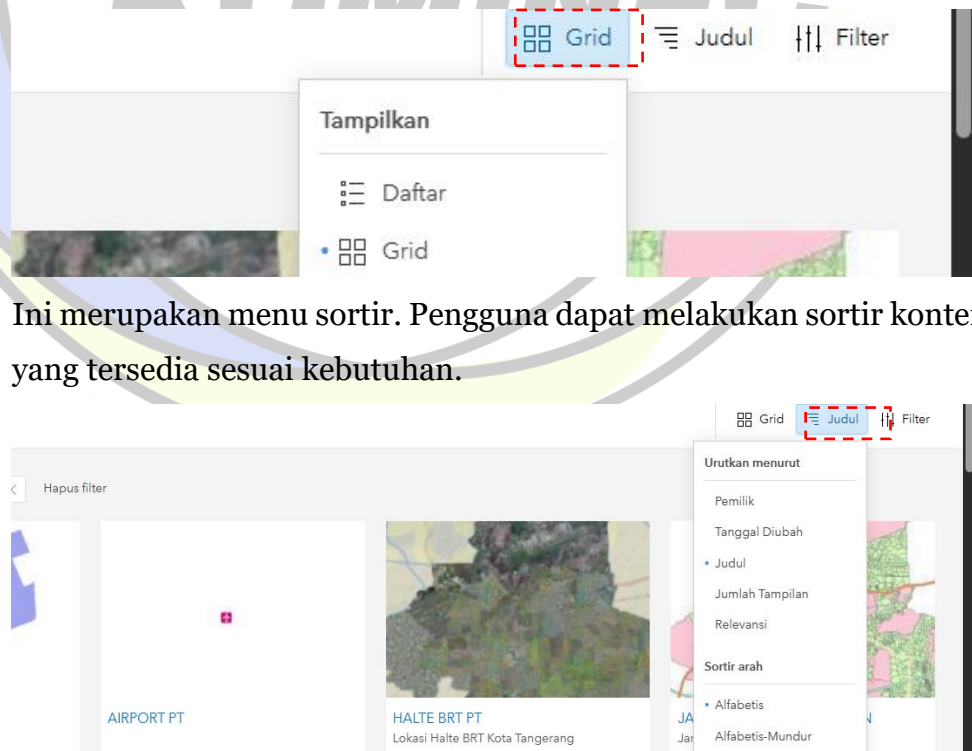 Grid Judul Filter
Tampilkan
Daftar
Grid
Ini merupakan menu sortir. Pengguna dapat melakukan sortir
yang tersedia sesuai kebutuhan.
Grid Judul Filter
Urutkan menurut
Hapus filter
Pemilik
Tanggal Diubah
Judul
Jumlah Tampilan
Relevansi
Sortir arah
Alfabetis
AIRPORT PT
HALTE BRT PT
JA
N
Lokasi Halte BRT Kota Tangerang
Jar
Alfabetis-Mundur